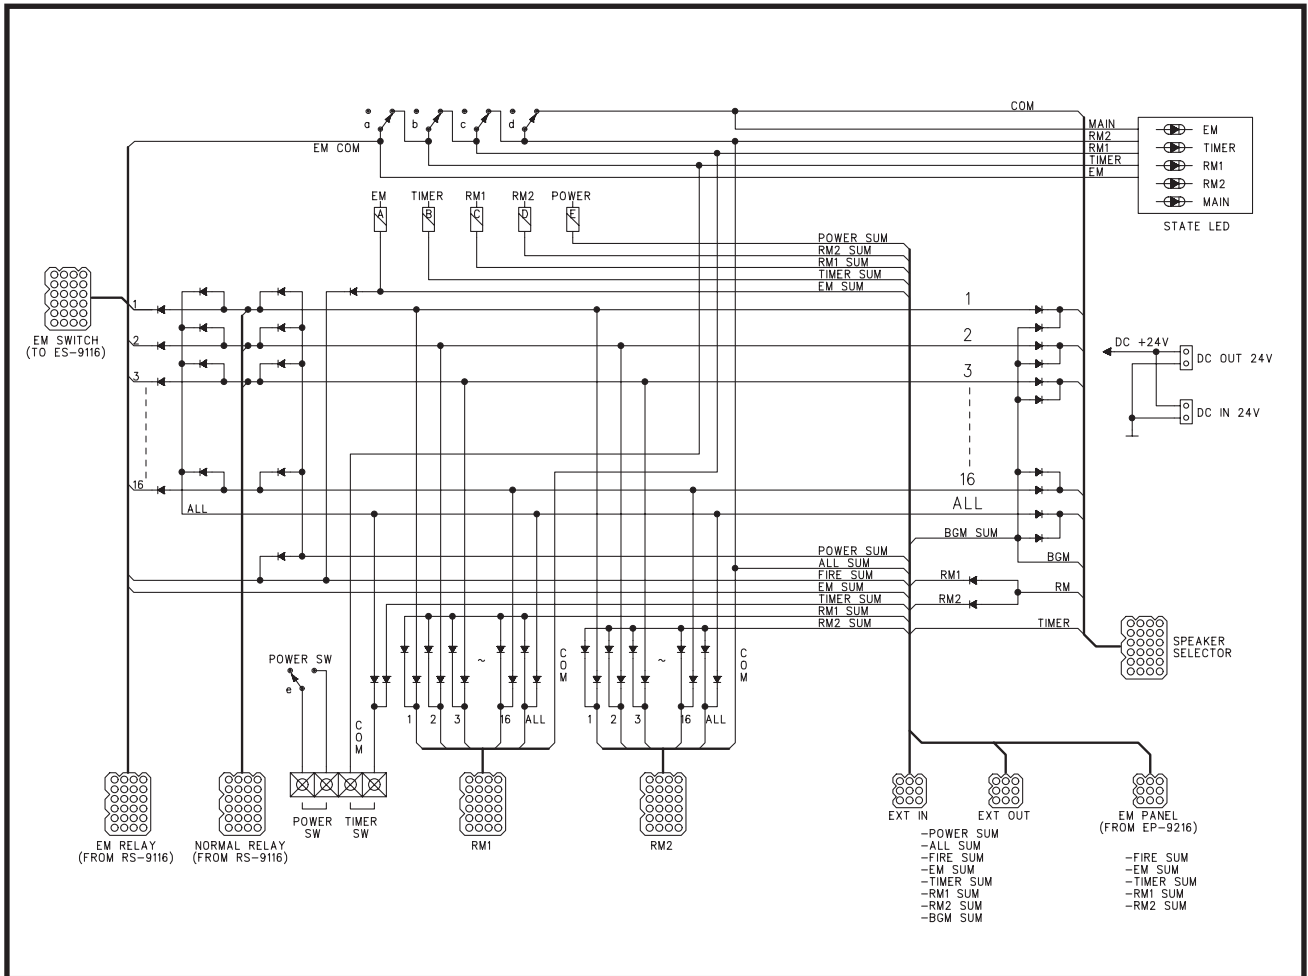 COM
a b c d
MAIN
EM COM
RM2
RM1
TIMER
EM
EM
TIMER
RM1
RM2
MAIN
STATE LED
EM TIMER RM1 RM2 POWER
A B C D E
POWER SUM
RM2 SUM
RM1 SUM
TIMER SUM
EM SUM
1 1
EM SWITCH
(TO ES-9116)
2 2
DC +24V
DC OUT 24V
3 3
DC IN 24V
16 16
ALL ALL
BGM SUM
POWER SUM
BGM
ALL SUM
FIRE SUM
RM1
EM SUM
RM
TIMER SUM
RM2
RM1 SUM
RM2 SUM
TIMER
SPEAKER
SELECTOR
POWER SW
e
~ ~
COM
COM
COM
1 2 3 16 ALL
1 2 3 16 ALL
POWER
SW
TIMER
SW
EM RELAY
(FROM RS-9116)
NORMAL RELAY
(FROM RS-9116)
RM1
RM2
EXT IN
-POWER SUM
-ALL SUM
-FIRE SUM
-EM SUM
-TIMER SUM
-RM1 SUM
-RM2 SUM
-BGM SUM
EXT OUT
EM PANEL
(FROM EP-9216)
-FIRE SUM
-EM SUM
-TIMER SUM
-RM1 SUM
-RM2 SUM